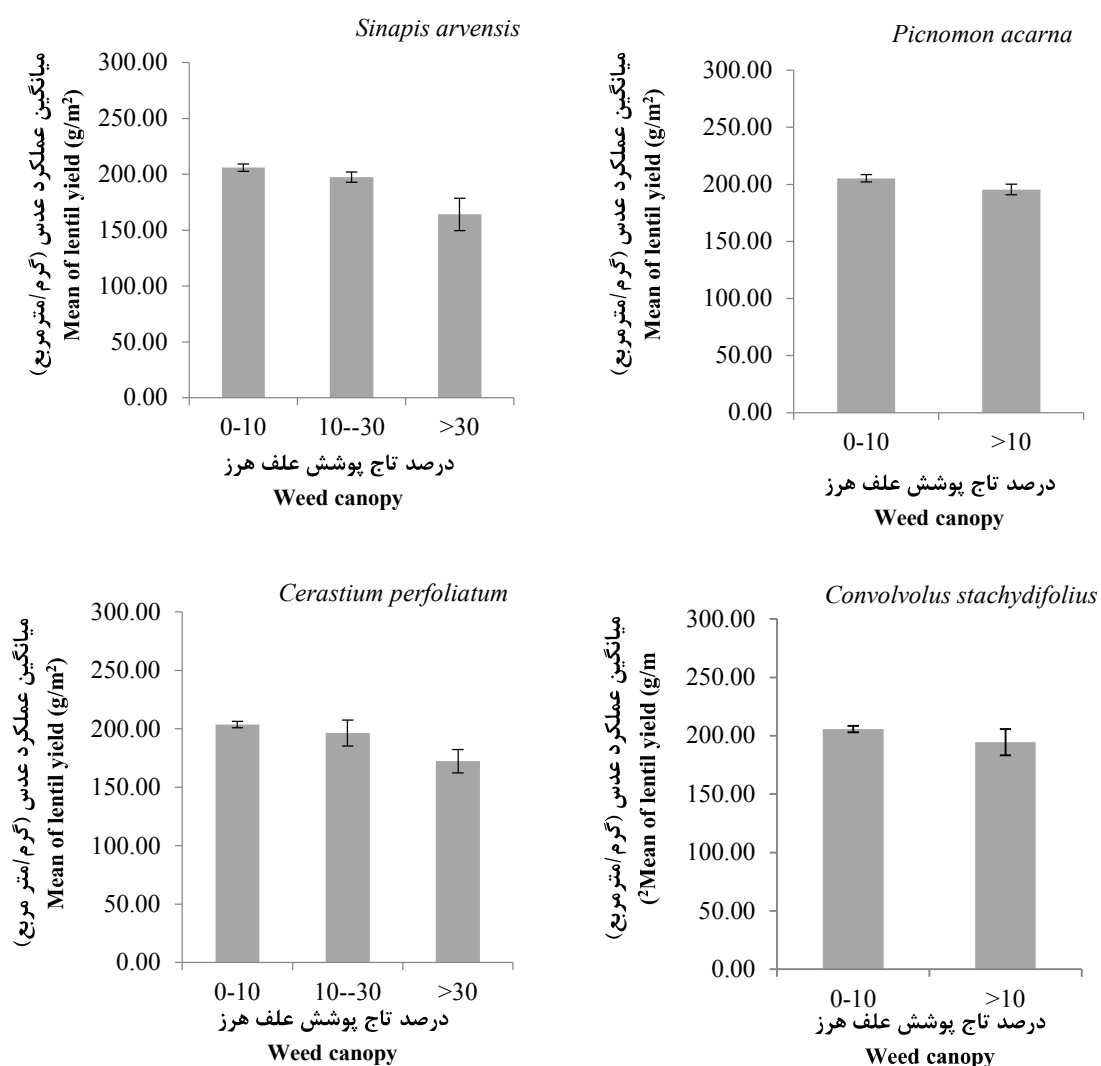 Sinapis arvensis
میانگین عملکرد عدس (گرم/مترمربع)
Mean of lentil yield (g/m²)
300.00
250.00
200.00
150.00
100.00
50.00
0.00
0-10 10--30 >30
درصد تاج پوشش علف هرز
Weed canopy
Picnomon acarna
میانگین عملکرد عدس (گرم/مترمربع)
Mean of lentil yield (g/m²)
300.00
250.00
200.00
150.00
100.00
50.00
0.00
0-10 >10
درصد تاج پوشش علف هرز
Weed canopy
Cerastium perfoliatum
میانگین عملکرد عدس (گرم/متر مربع)
Mean of lentil yield (g/m²)
300.00
250.00
200.00
150.00
100.00
50.00
0.00
0-10 10--30 >30
درصد تاج پوشش علف هرز
Weed canopy
Convolvolus stachydifolius
میانگین عملکرد عدس (گرم/مترمربع)
(²Mean of lentil yield (g/m
300.00
250.00
200.00
150.00
100.00
50.00
0.00
0-10 >10
درصد تاج پوشش علف هرز
Weed canopy